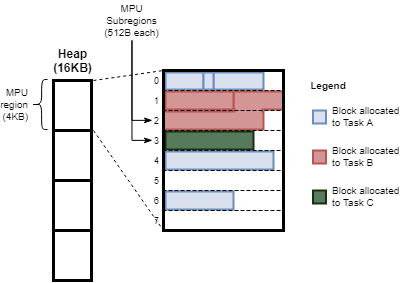 MPU
Subregions
(512B each)
Heap
(16KB)
MPU
region
(4KB)
0
1
2
3
4
5
6
7
Legend
Block allocated
to Task A
Block allocated
to Task B
Block allocated
to Task C